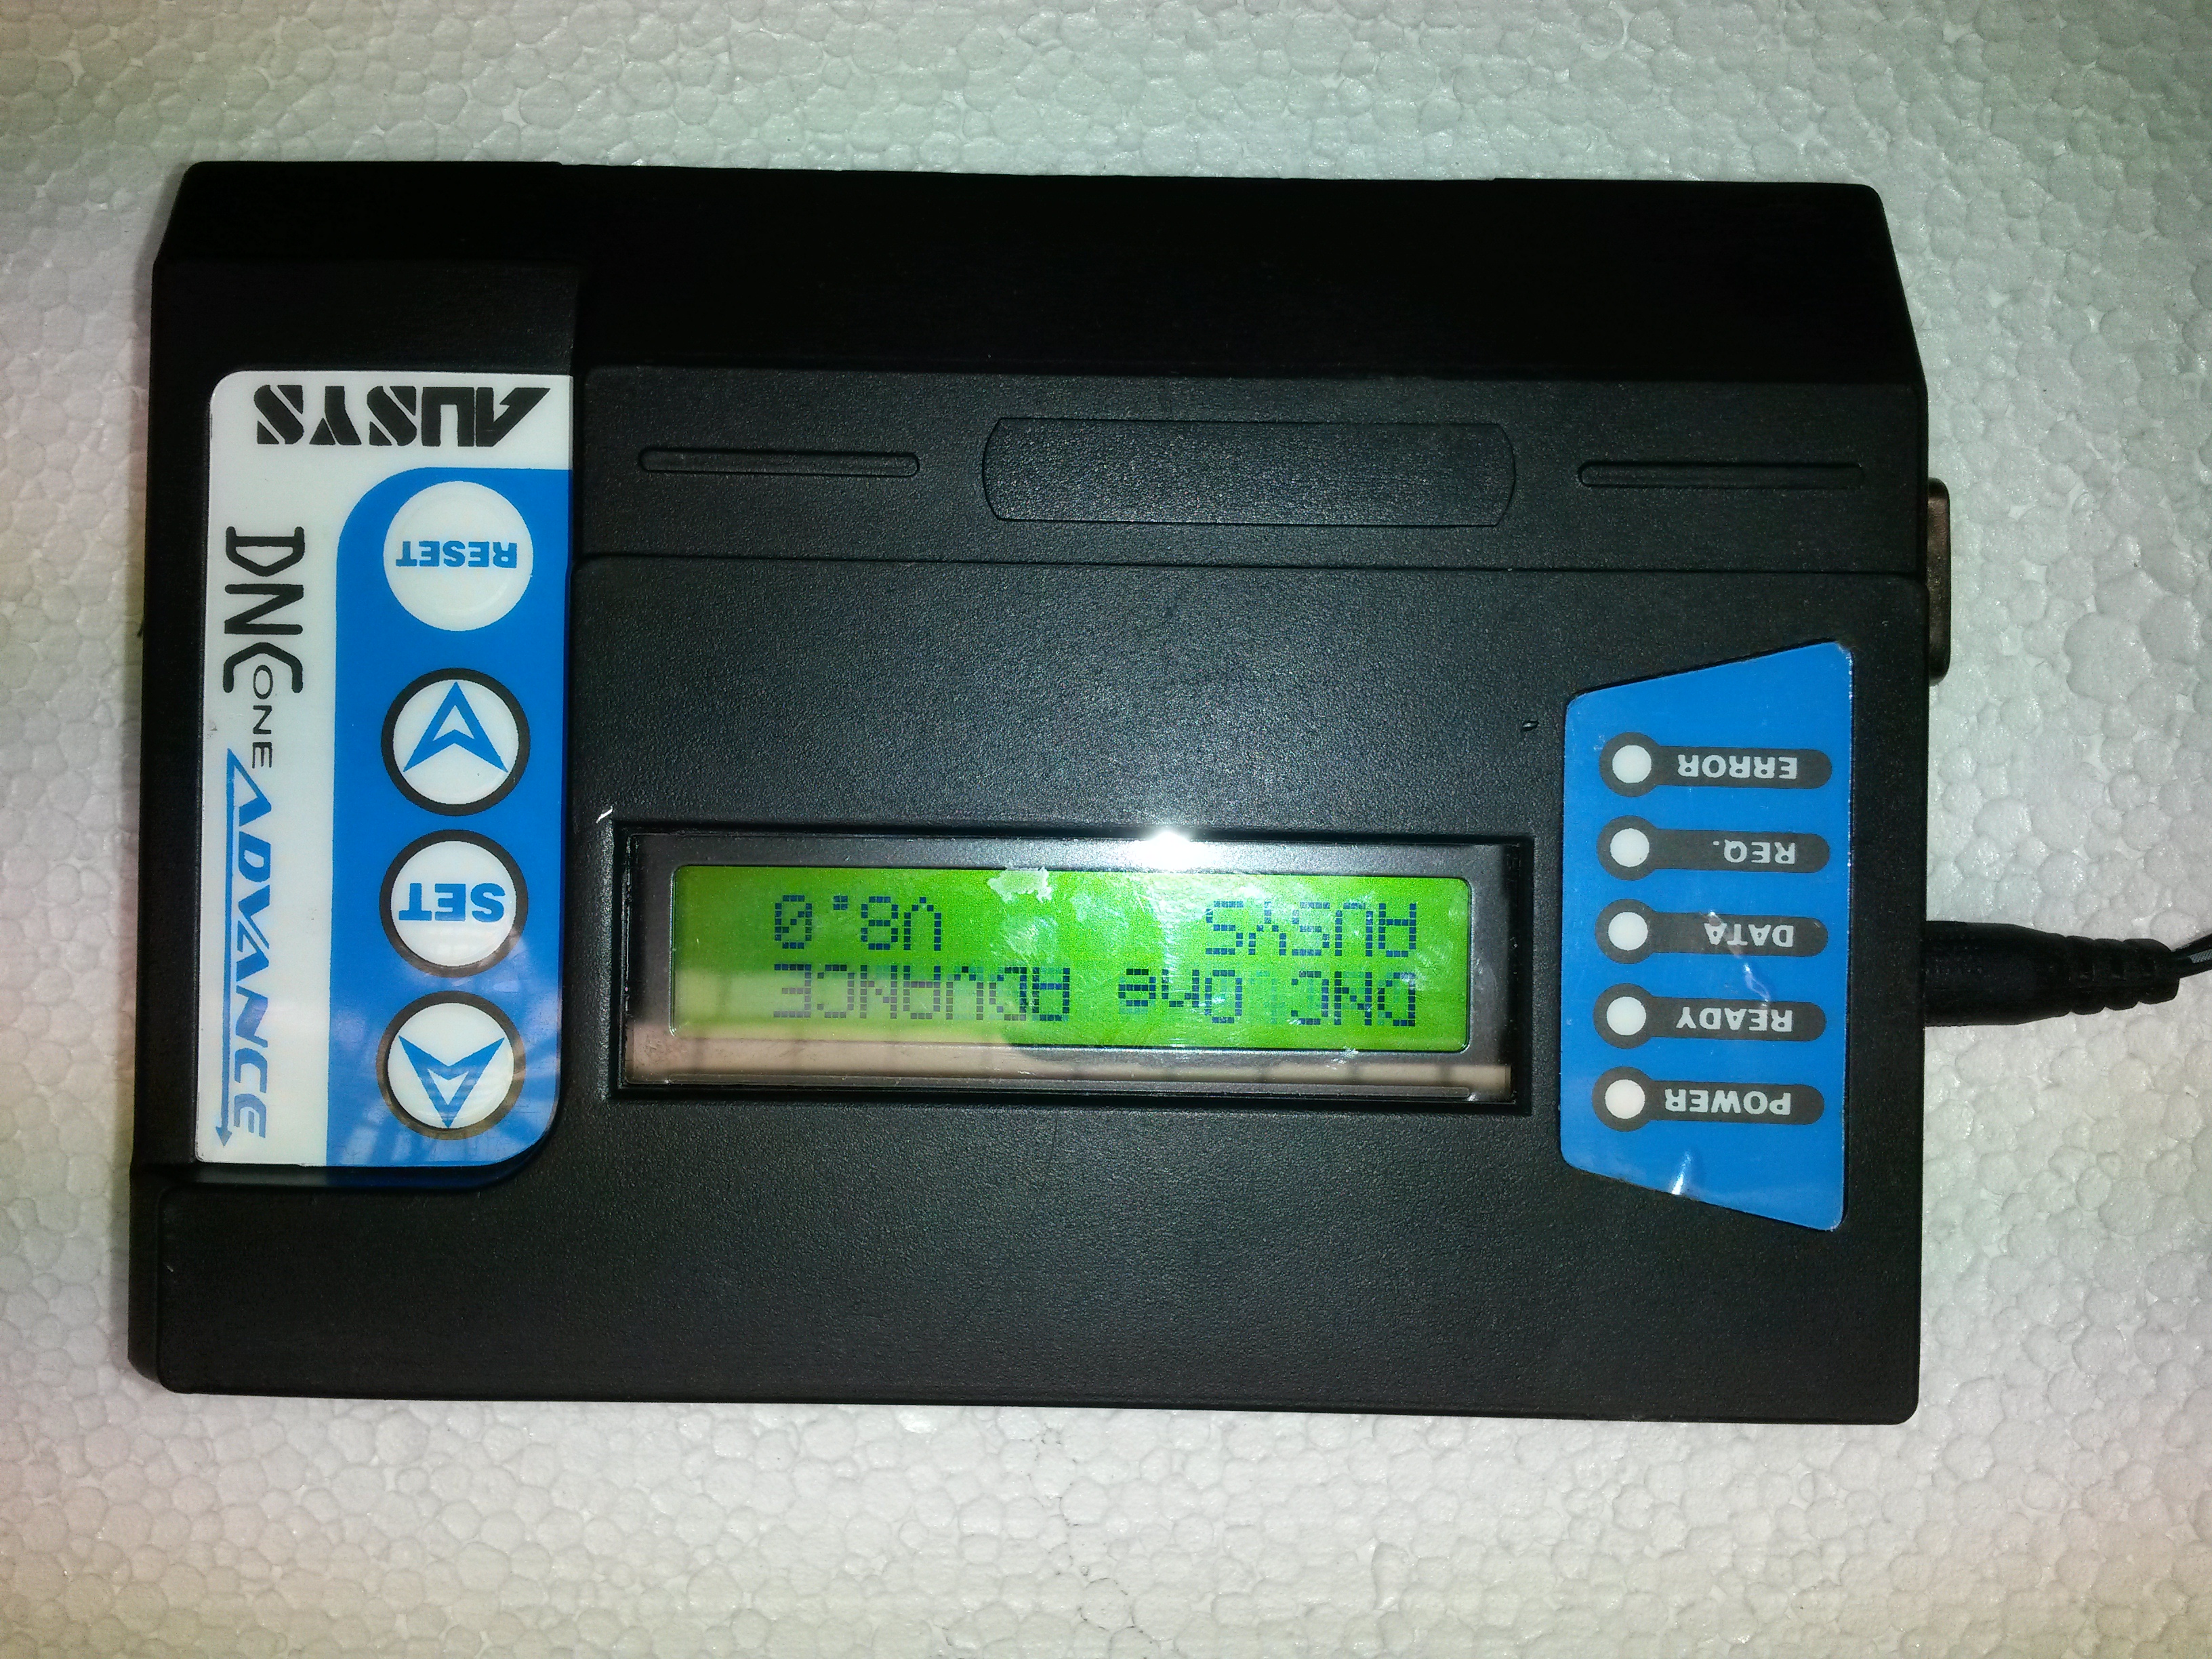 POWER
READY
DATA
REQ.
ERROR
DNC.One ADVANCE
AUSYS V8.0
SET
RESET
DNC ONE ADVANCE
AUSYS